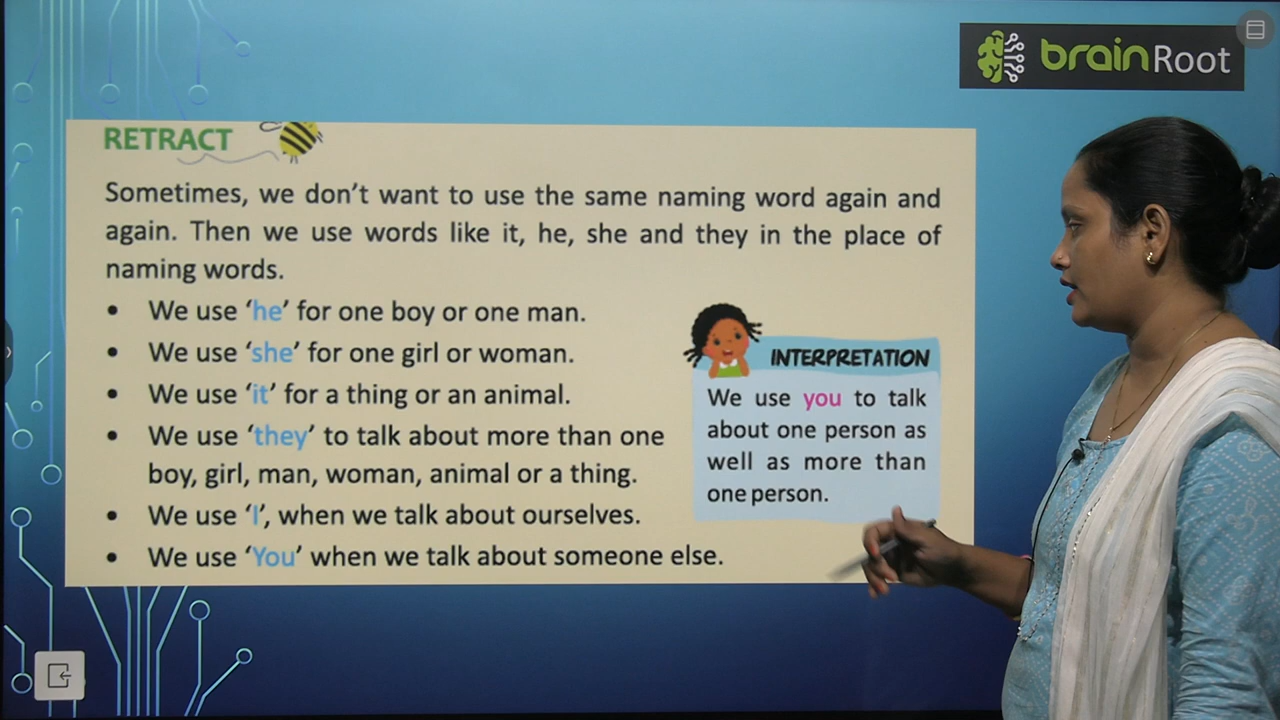 brainRoot
RETRACT
Sometimes, we don't want to use the same naming word again and
again. Then we use words like it, he, she and they in the place of
naming words.
• We use 'he' for one boy or one man.
• We use 'she' for one girl or woman.
• We use 'it' for a thing or an animal.
• We use 'they' to talk about more than one
boy, girl, man, woman, animal or a thing.
• We use 'I', when we talk about ourselves.
• We use 'You' when we talk about someone else.
INTERPRETATION
We use you to talk
about one person as
well as more than
one person.